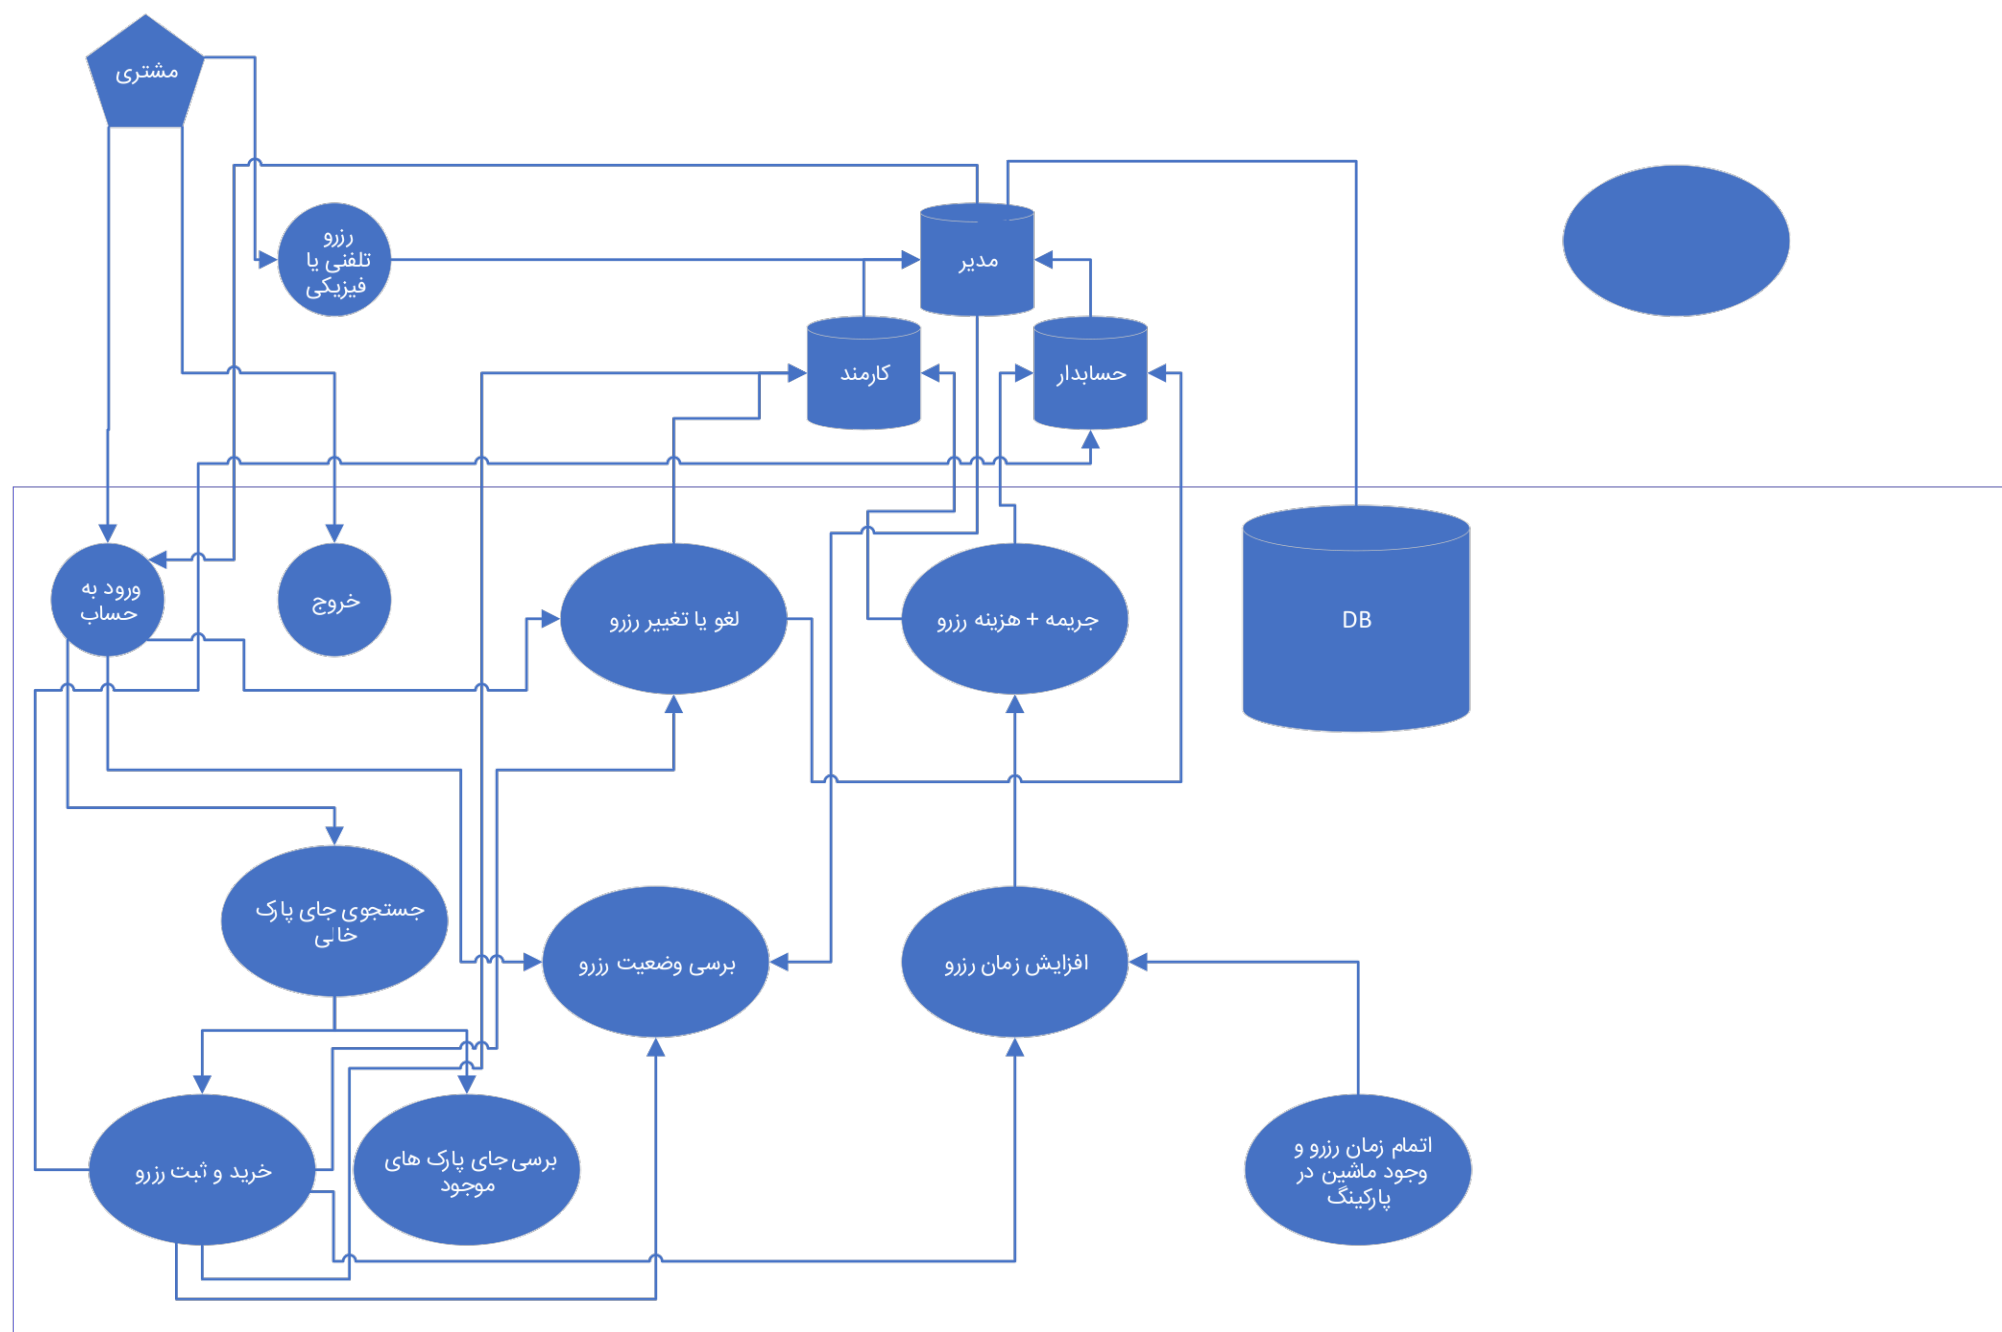 مشتری
رزرو
تلفنی یا
فیزیکی
مدیر
کارمند
حسابدار
ورود به
حساب
خروج
لغو یا تغییر رزرو
جریمه + هزینه رزرو
DB
جستجوی جای پارک
خالی
برسی وضعیت رزرو
افزایش زمان رزرو
خرید و ثبت رزرو
برسی جای پارک های
موجود
اتمام زمان رزرو و
وجود ماشین در
پارکینگ